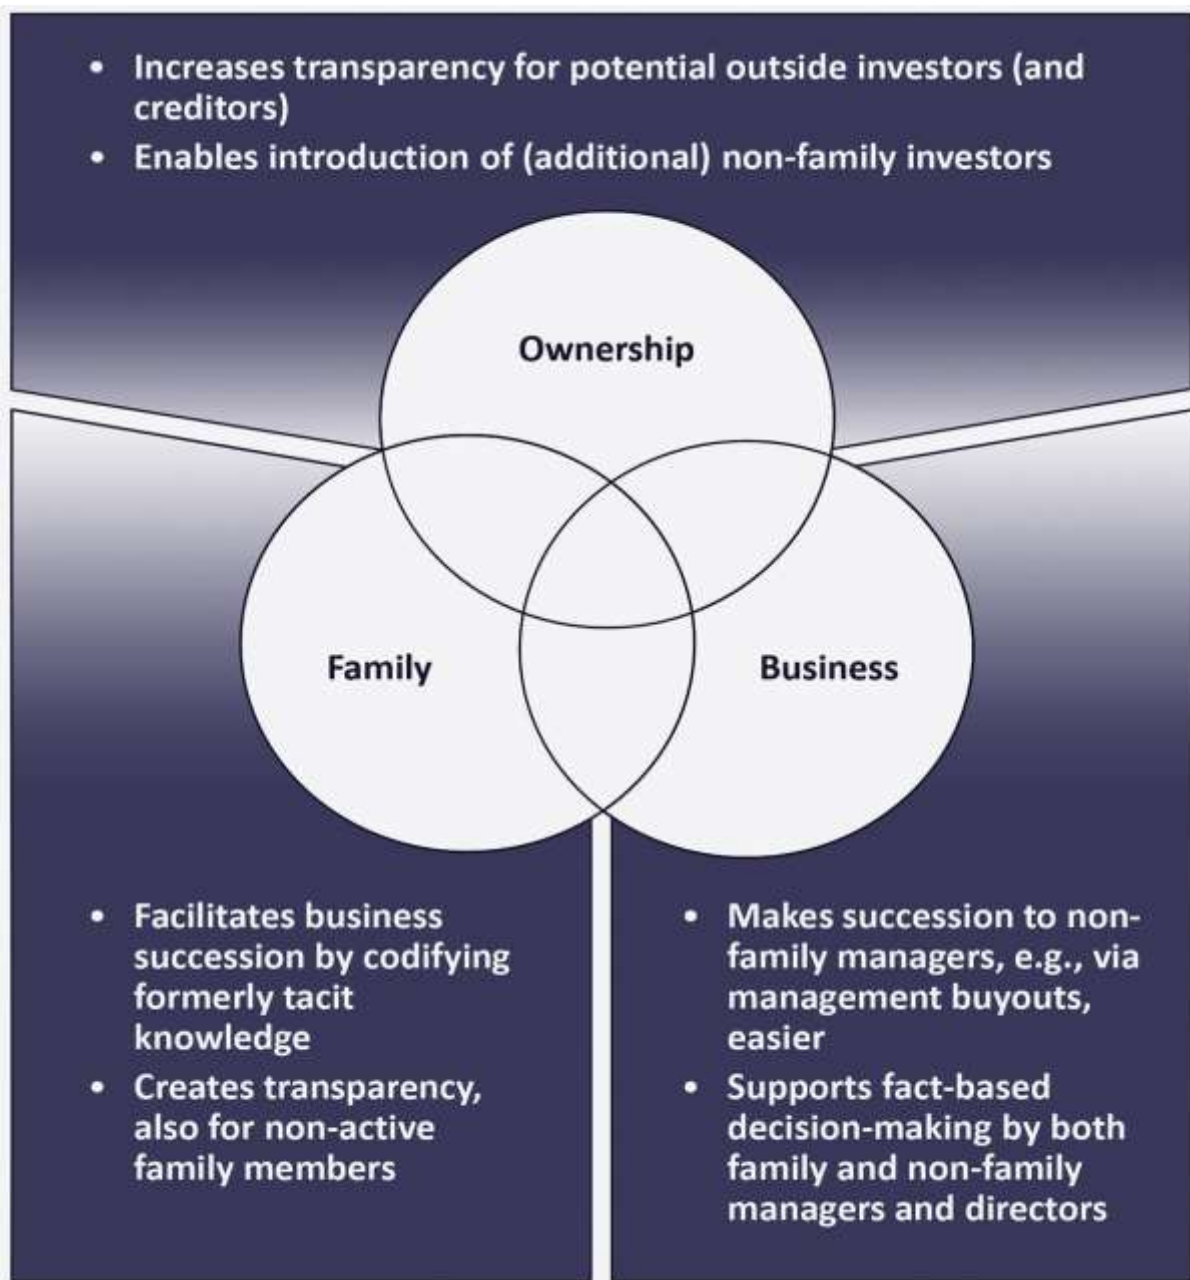 • Increases transparency for potential outside investors (and
creditors)
• Enables introduction of (additional) non-family investors
Ownership
Family
Business
• Facilitates business
succession by codifying
formerly tacit
knowledge
• Creates transparency,
also for non-active
family members
• Makes succession to non-
family managers, e.g., via
management buyouts,
easier
• Supports fact-based
decision-making by both
family and non-family
managers and directors